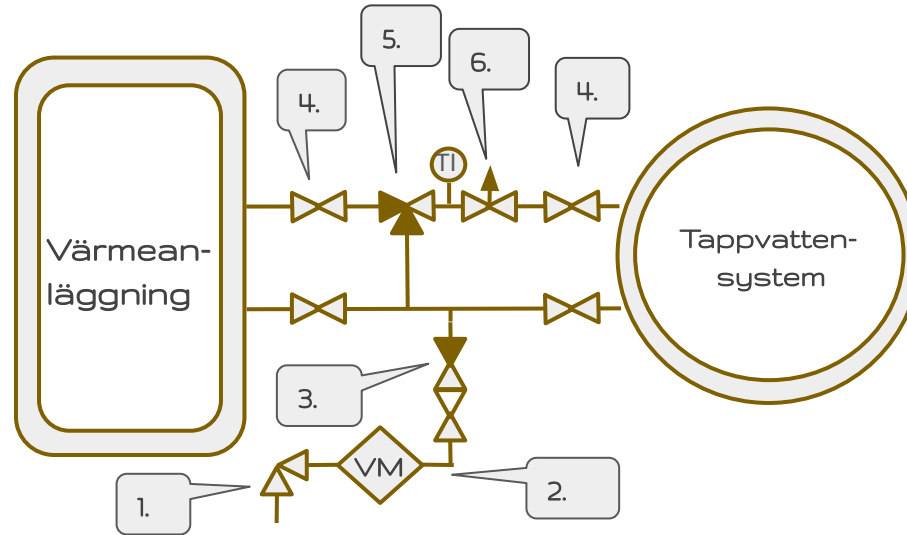 5.
6.
4.
4.
TI
Värmean-
läggning
Tappvatten-
system
3.
VM
2.
1.